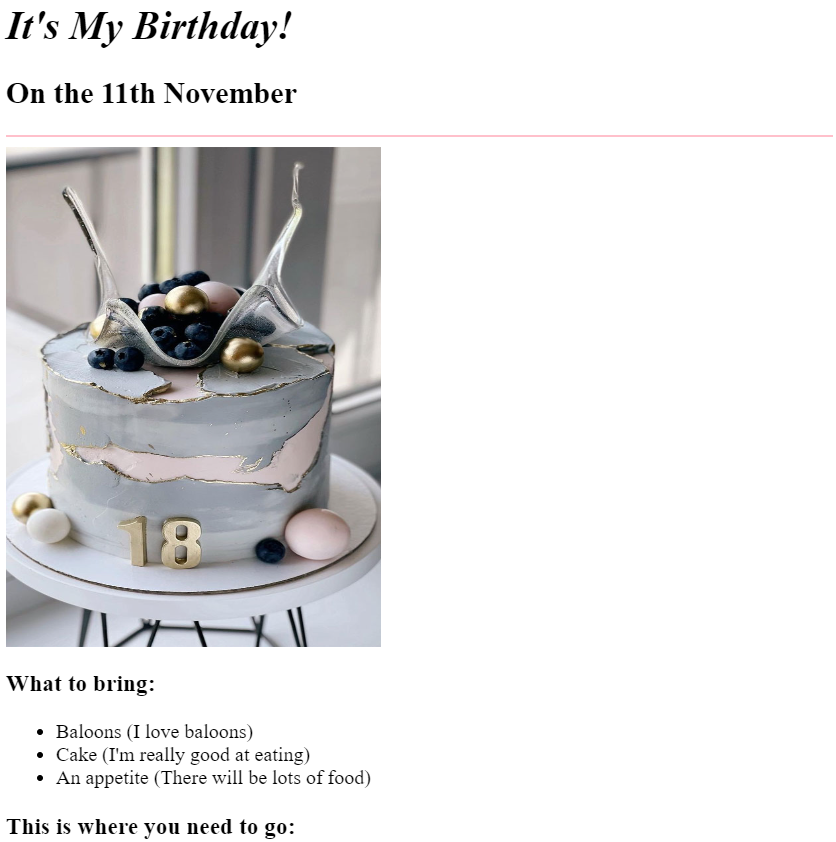 It's My Birthday!
On the 11th November
18
What to bring:
Baloons (I love baloons)
Cake (I'm really good at eating)
An appetite (There will be lots of food)
This is where you need to go: